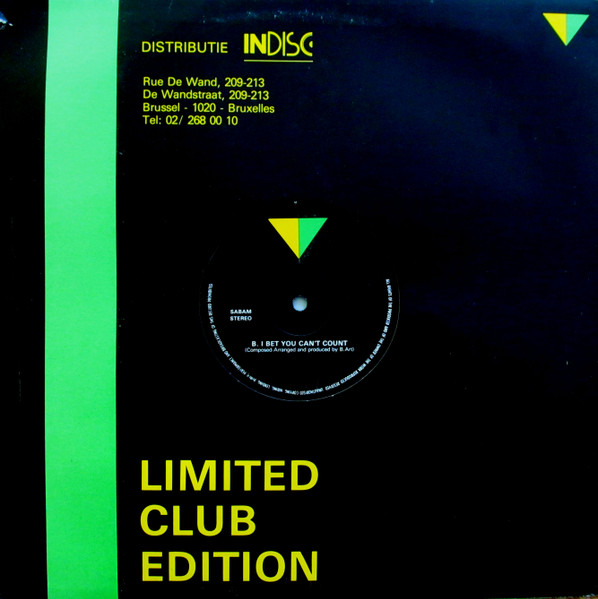 DISTRIBUTIE INDISC
Rue De Wand, 209-213
De Wandstraat, 209-213
Brussel - 1020 - Bruxelles
Tel: 02/ 268 00 10
SABAM
STEREO
B. I BET YOU CAN'T COUNT
(Composed Arranged and produced by B.Art)
LIMITED
CLUB
EDITION